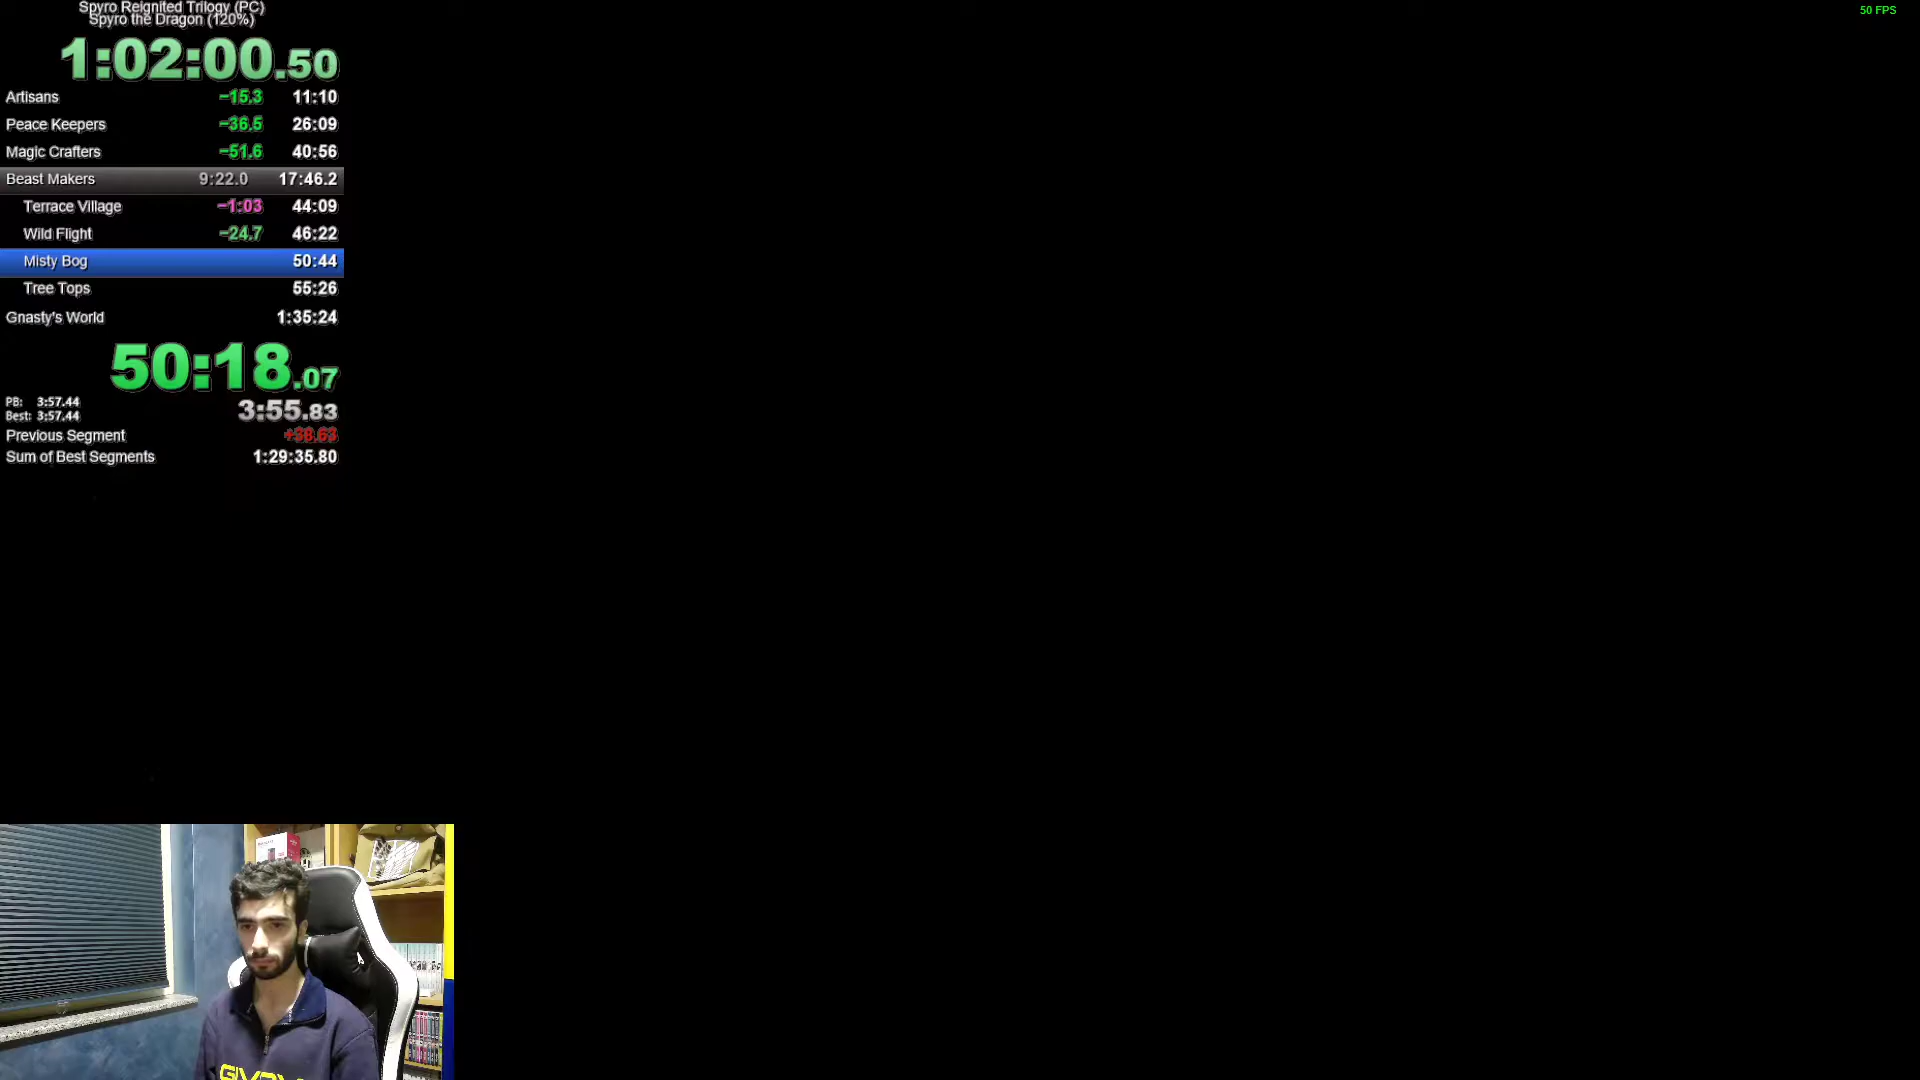 Spyro Reignited Trilogy (PC)
Spyro the Dragon (120%)
50 FPS
1:02:00.50
Artisans -15.3 11:10
Peace Keepers -36.5 26:09
Magic Crafters -51.6 40:56
Beast Makers 9:22.0 17:46.2
Terrace Village -1:03 44:09
Wild Flight -24.7 46:22
Misty Bog 50:44
Tree Tops 55:26
Gnasty's World 1:35:24
50:18.07
PB: 3:57.44
Best: 3:57.44
3:55.83
Previous Segment +38.63
Sum of Best Segments 1:29:35.80